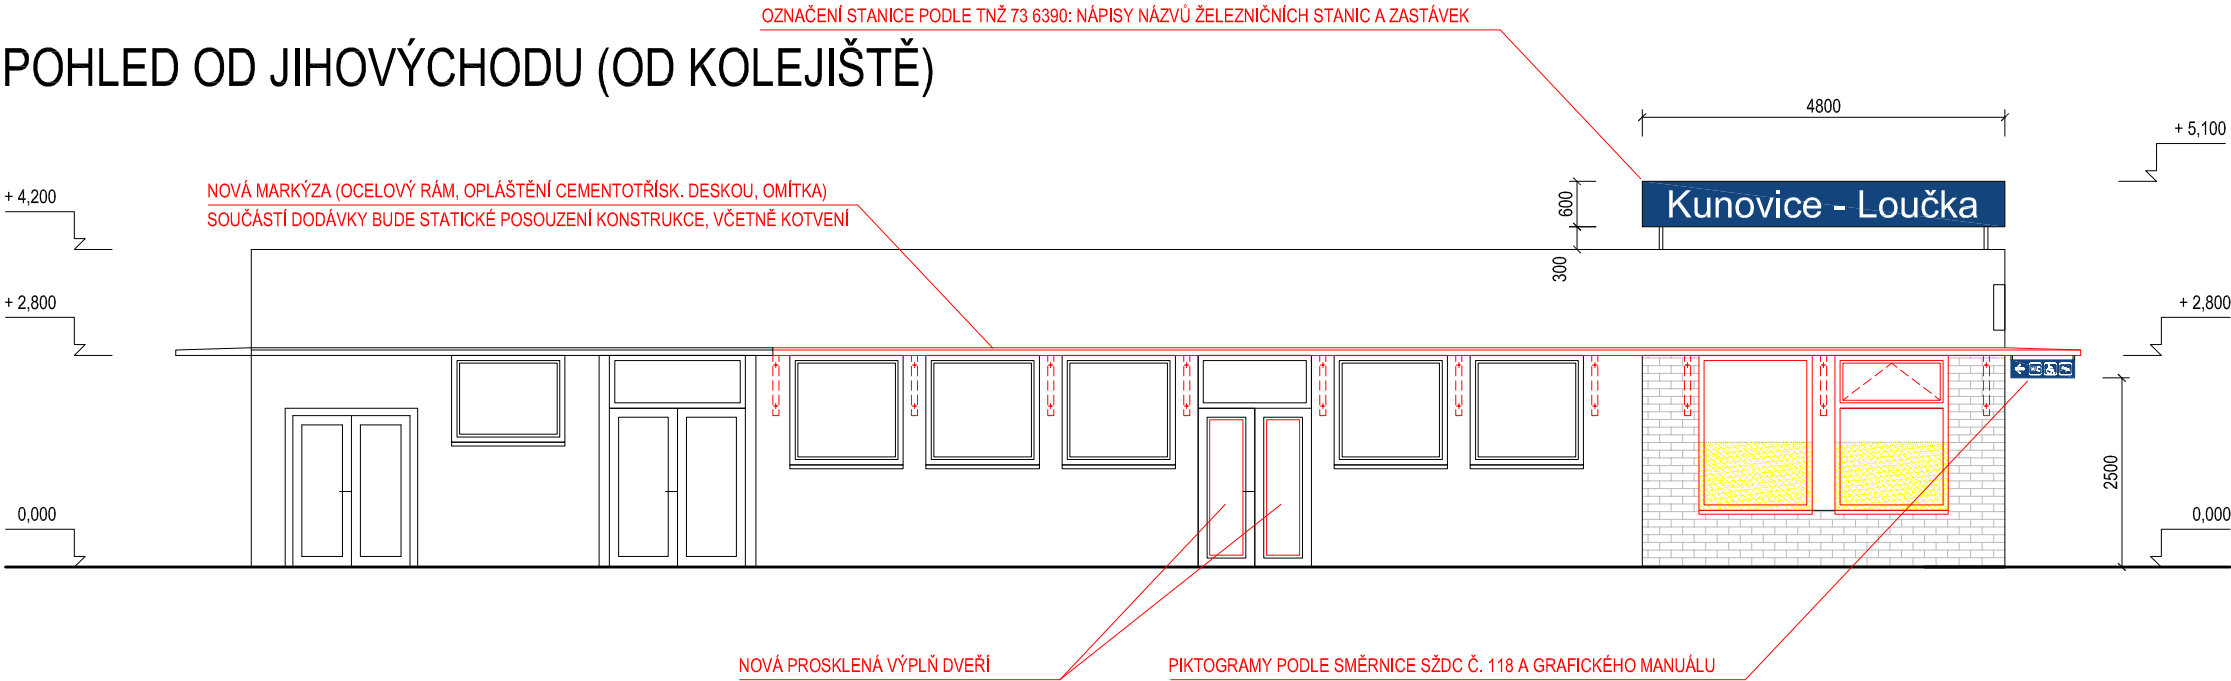 OZNAČENÍ STANICE PODLE TNŽ 73 6390: NÁPISY NÁZVŮ ŽELEZNIČNÍCH STANIC A ZASTÁVEK
POHLED OD JIHOVÝCHODU (OD KOLEJIŠTĚ)
4800
+ 5,100
NOVÁ MARKÝZA (OCELOVÝ RÁM, OPLÁŠTĚNÍ CEMENTOTŘÍSK. DESKOU, OMÍTKA)
SOUČÁSTÍ DODÁVKY BUDE STATICKÉ POSOUZENÍ KONSTRUKCE, VČETNĚ KOTVENÍ
+ 4,200
600
Kunovice - Loučka
300
+ 2,800
+ 2,800
WC
2500
0,000
0,000
NOVÁ PROSKLENÁ VÝPLŇ DVEŘÍ
PIKTOGRAMY PODLE SMĚRNICE SŽDC Č. 118 A GRAFICKÉHO MANUÁLU